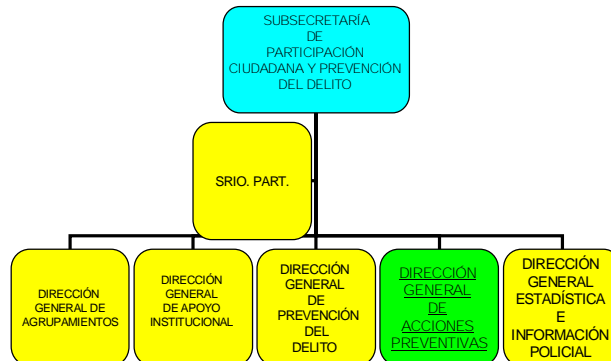 SUBSECRETARÍA
DE
PARTICIPACIÓN
CIUDADANA Y PREVENCIÓN
DEL DELITO
SRIO. PART.
DIRECCIÓN
GENERAL DE
AGRUPAMIENTOS
DIRECCIÓN
GENERAL
DE APOYO
INSTITUCIONAL
DIRECCIÓN
GENERAL
DE
PREVENCIÓN
DEL
DELITO
DIRECCIÓN
GENERAL
DE
ACCIONES
PREVENTIVAS
DIRECCIÓN
GENERAL
ESTADÍSTICA
E
INFORMACIÓN
POLICIAL